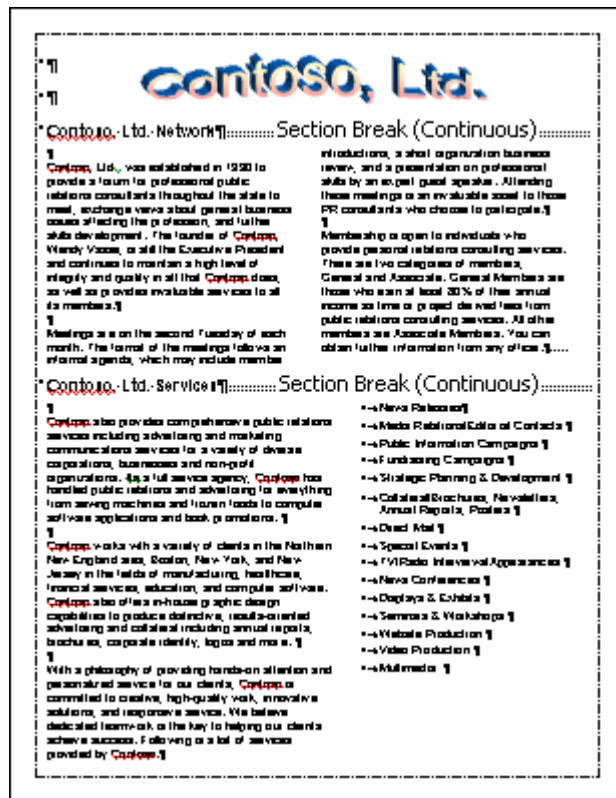 Contoso, Ltd.
Contoso, Ltd. Network¶ Section Break (Continuous)
¶
Contoso, Ltd., was established in 1990 to
provide a forum for professional public
relations consultants throughout the state to
meet, exchange views about general business
issues affecting the profession, and further
skills development. The founder of Contoso,
Wendy Vasse, is still the Executive President
and continues to maintain a high level of
integrity and quality in all that Contoso does,
as well as provides invaluable services to all
its members.¶
¶
Meetings are on the second Tuesday of each
month. The format of the meetings follows an
informal agenda, which may include member
introductions, a short organization business
review, and a presentation on professional
skills by an expert guest speaker. Attending
these meetings is an invaluable asset to those
PR consultants who choose to participate.¶
¶
Membership is open to individuals who
provide personal relations consulting services.
There are two categories of members,
General and Associate. General Members are
those who earn at least 80% of their annual
income as time or project derived fees from
public relations consulting services. All other
members are Associate Members. You can
obtain further information from any officer.¶
Contoso, Ltd. Services¶ Section Break (Continuous)
¶
Contoso also provides comprehensive public relations
services including advertising and marketing
communications services for a variety of diverse
corporations, businesses and non-profit
organizations. As a full service agency, Contoso has
handled public relations and advertising for everything
from sewing machines and frozen foods to computer
software applications and book promotions. ¶
¶
Contoso works with a variety of clients in the Northern
New England area, Boston, New York, and New
Jersey in the fields of manufacturing, healthcare,
financial services, education, and computer software.
Contoso also offers in-house graphic design
capabilities to produce distinctive, results-oriented
advertising and collateral including annual reports,
brochures, corporate identity, logos and more. ¶
¶
With a philosophy of providing hands-on attention and
personalized service to our clients, Contoso is
committed to creative, high-quality work, innovative
solutions, and responsive service. We believe
dedicated teamwork is the key to helping our clients
achieve success. Following is a list of services
provided by Contoso.¶
News Releases¶
Media Relations/Editorial Contacts ¶
Public Information Campaigns ¶
Fundraising Campaigns ¶
Strategic Planning & Development ¶
Collateral/Brochures, Newsletters,
Annual Reports, Posters ¶
Direct Mail ¶
Special Events ¶
TV/Radio Interviews/Appearances ¶
News Conferences ¶
Displays & Exhibits ¶
Seminars & Workshops ¶
Website Production ¶
Video Production ¶
Multimedia ¶